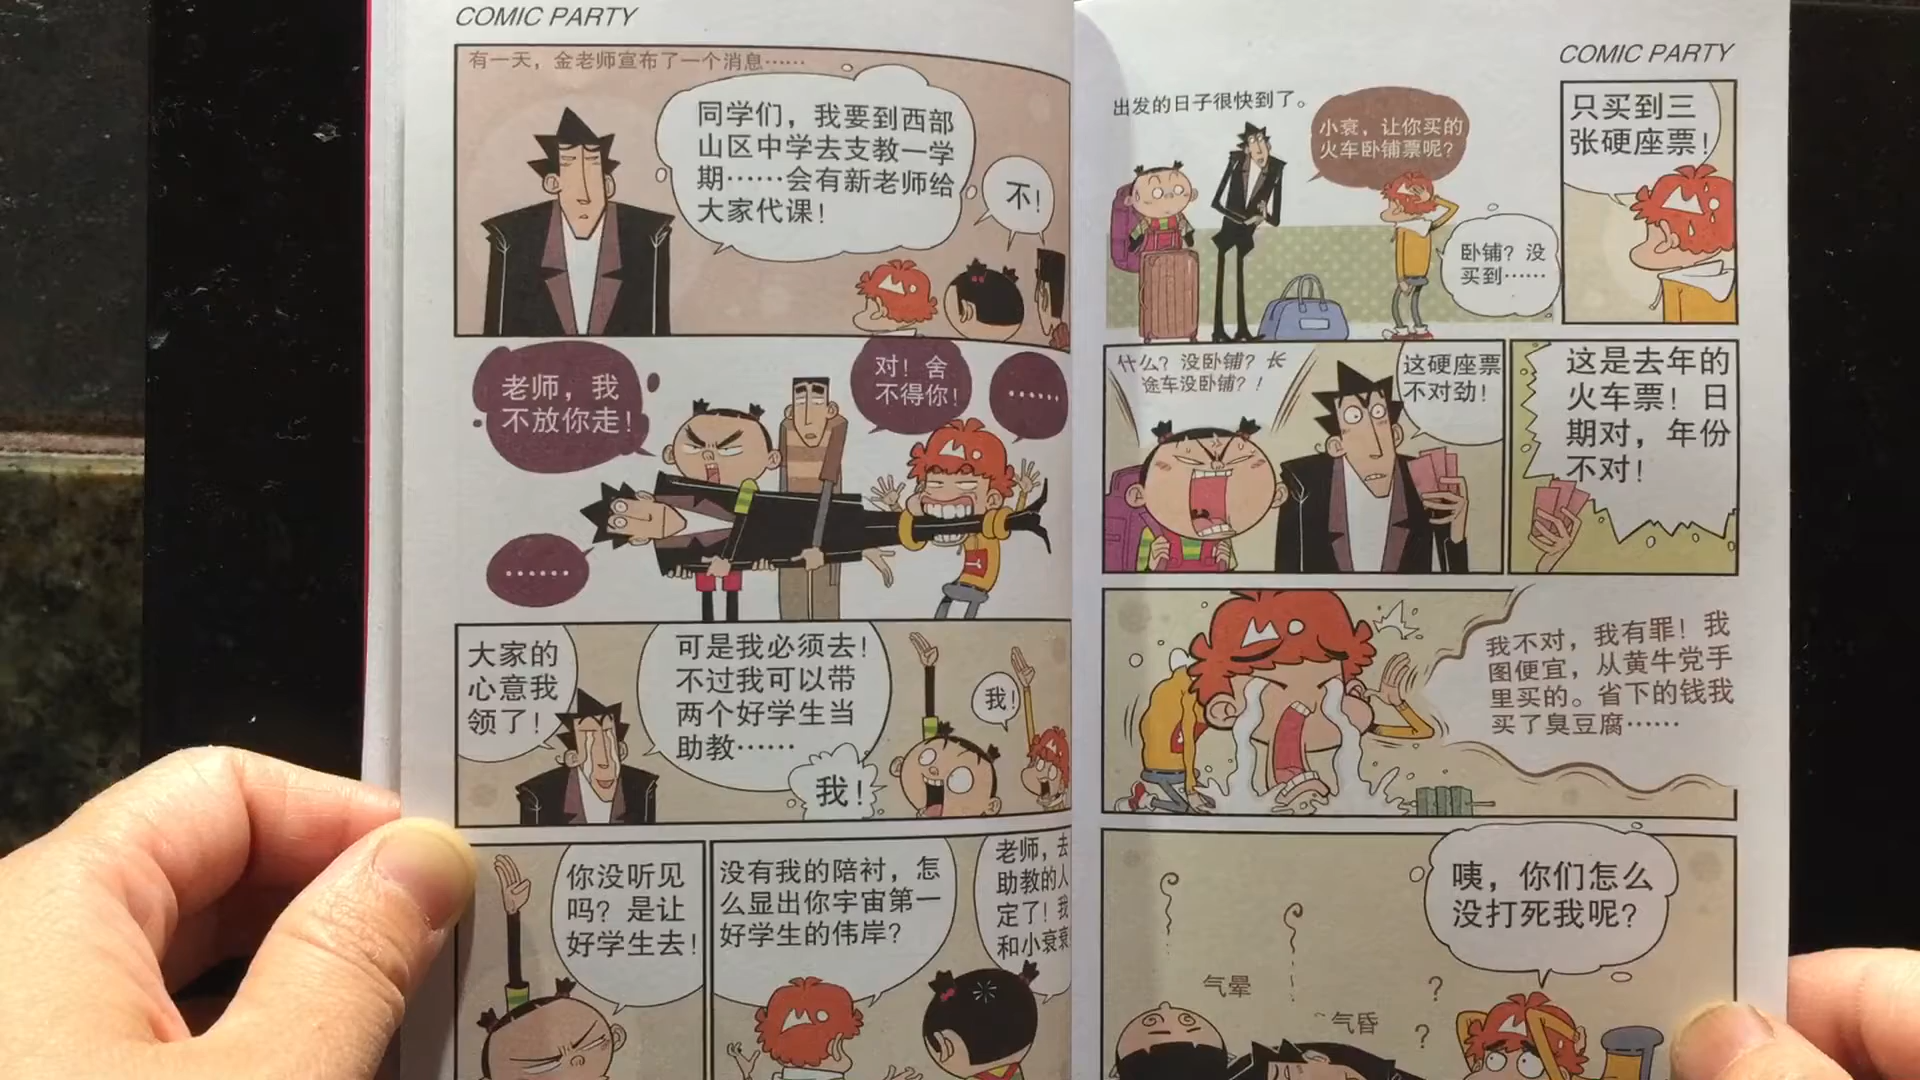 COMIC PARTY
有一天，金老师宣布了一个消息……
同学们，我要到西部
山区中学去支教一学
期……会有新老师给
大家代课！
不！
老师，我
不放你走！
对！舍
不得你！
……
……
大家的
心意我
领了！
可是我必须去！
不过我可以带
两个好学生当
助教……
我！
我！
你没听见
吗？是让
好学生去！
没有我的陪衬，怎
么显出你宇宙第一
好学生的伟岸？
老师，去
助教的人
定了！我
和小衰衰
COMIC PARTY
出发的日子很快到了。
小衰，让你买的
火车卧铺票呢？
卧铺？没
买到……
只买到三
张硬座票！
什么？没卧铺？长
途车没卧铺？！
这硬座票
不对劲！
这是去年的
火车票！日
期对，年份
不对！
我不对，我有罪！我
图便宜，从黄牛党手
里买的。省下的钱我
买了臭豆腐……
咦，你们怎么
没打死我呢？
气晕
气昏
？
？